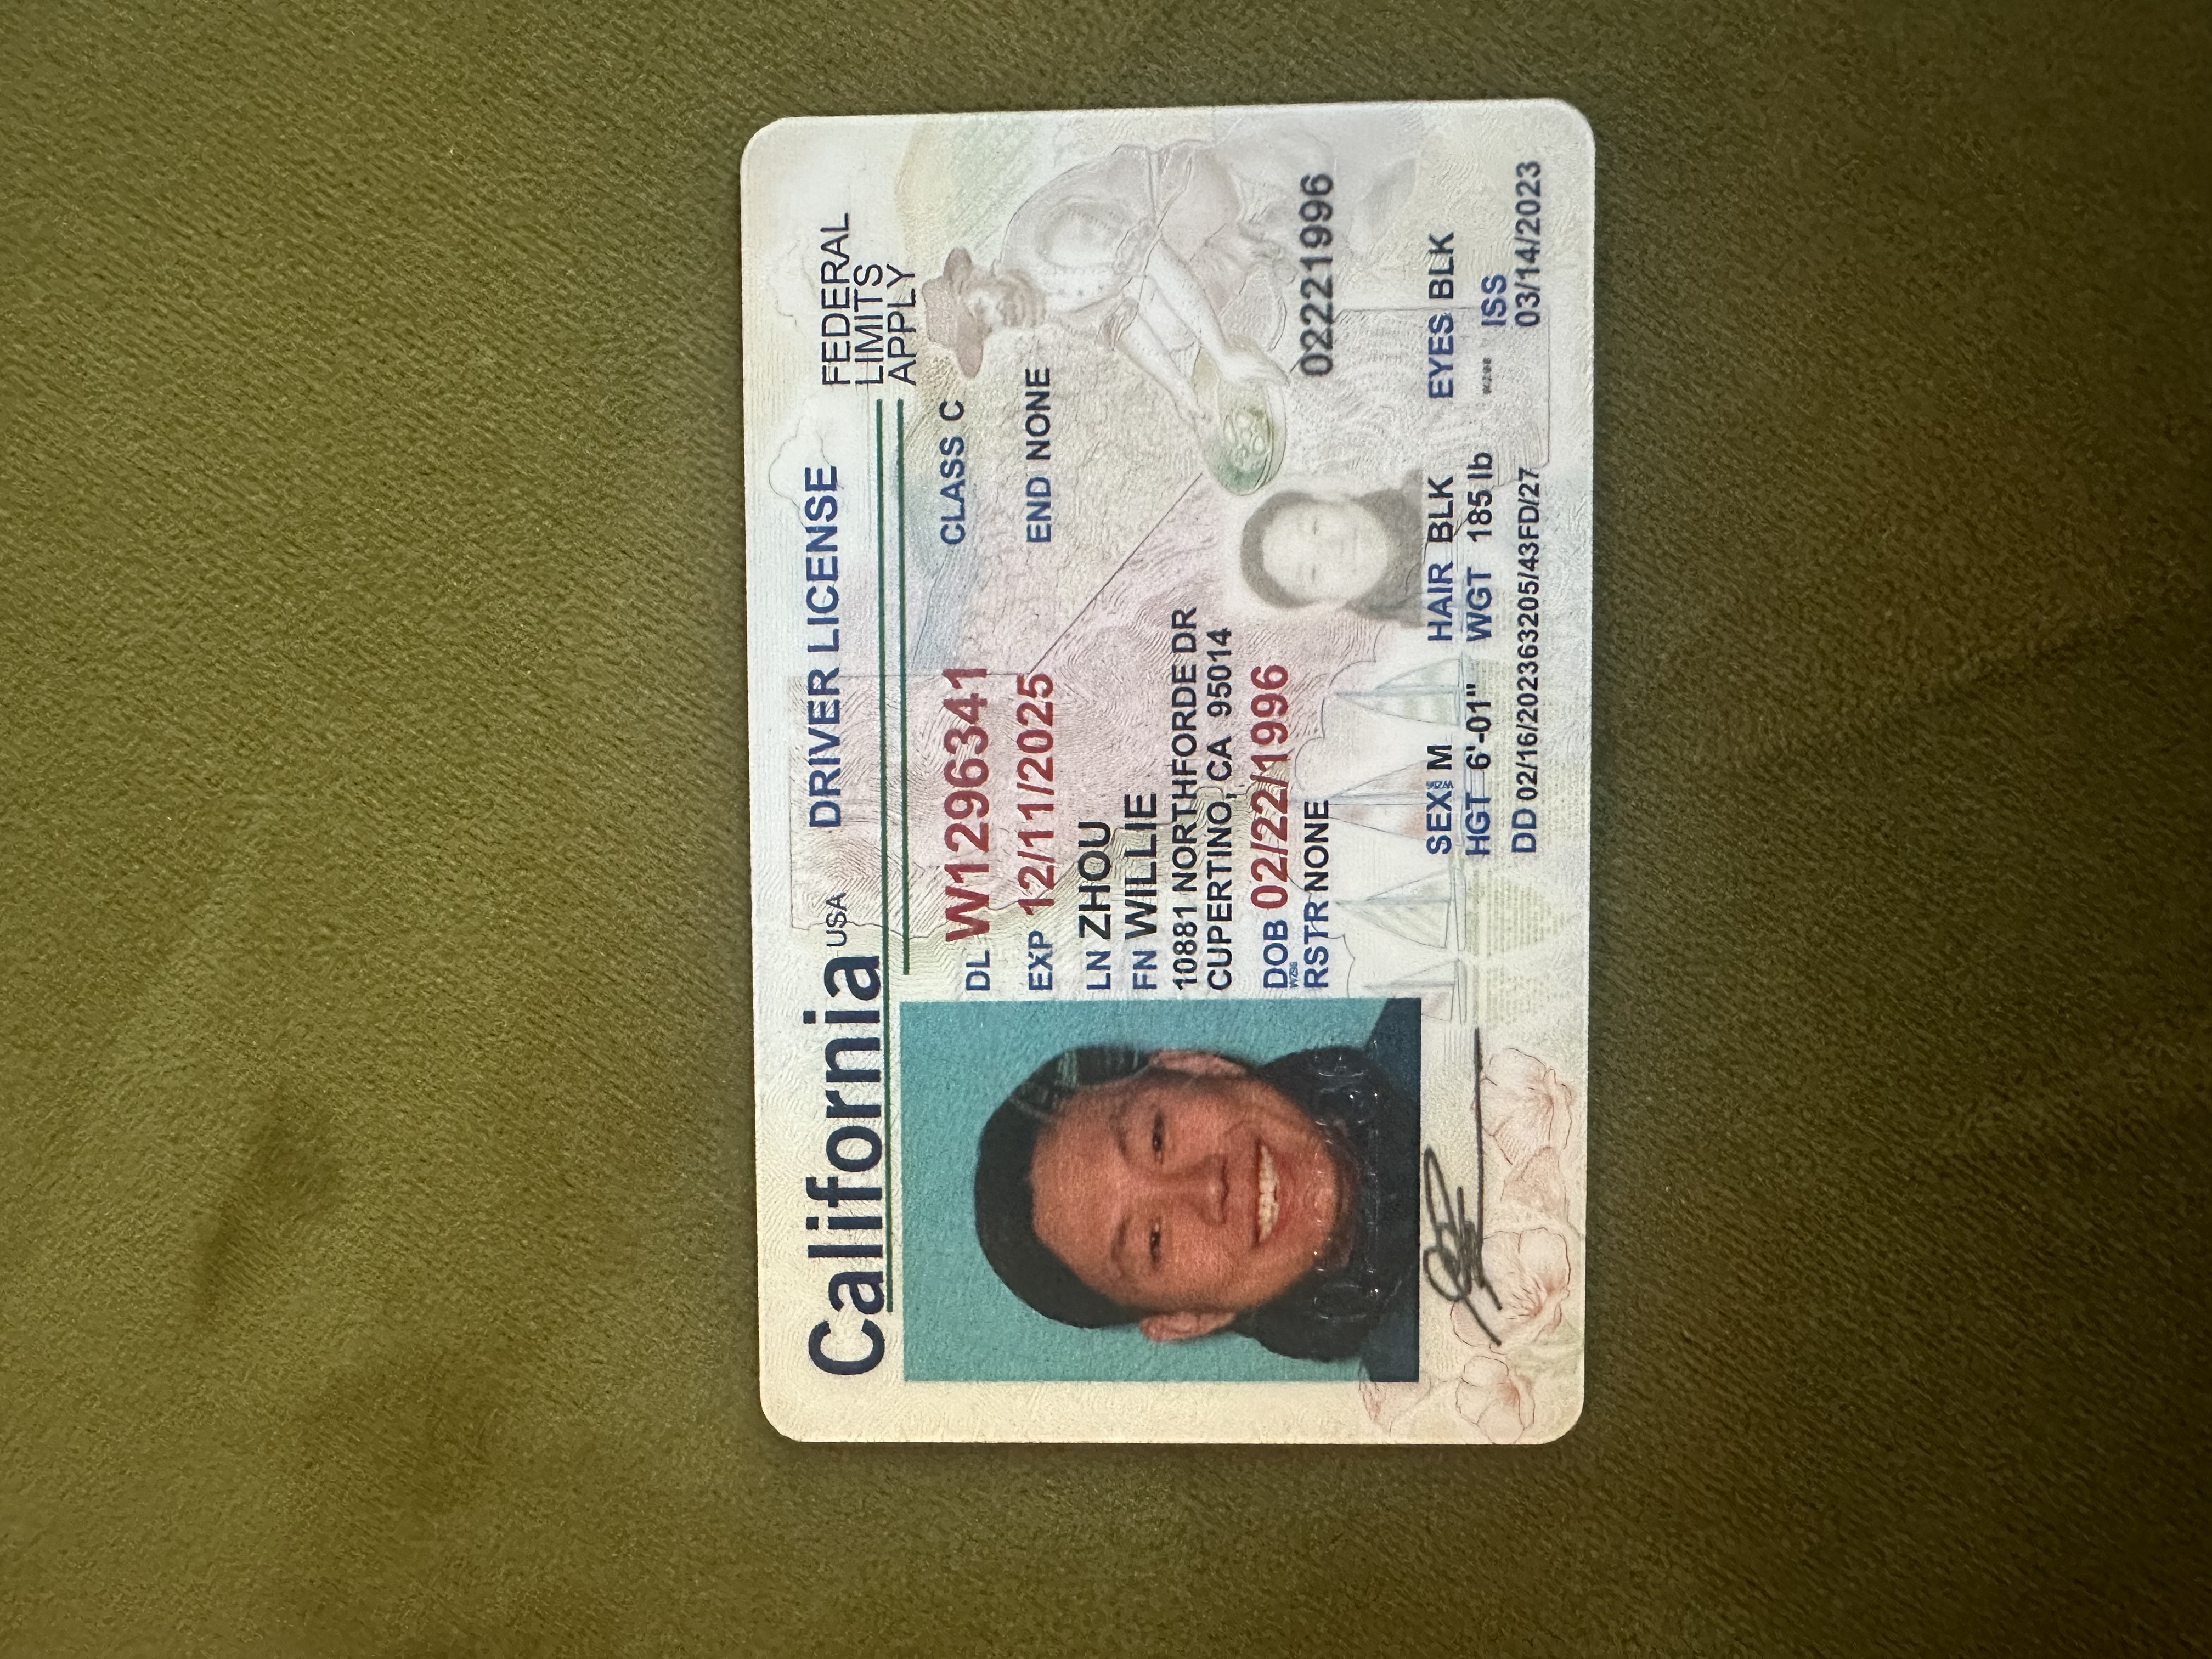 California USA DRIVER LICENSE
FEDERAL
LIMITS
APPLY
DL W1296341
CLASS C
EXP 12/11/2025
END NONE
LN ZHOU
FN WILLIE
10881 NORTHFORDE DR
CUPERTINO, CA 95014
DOB 02/22/1996
RSTR NONE
02221996
SEX M HAIR BLK EYES BLK
HGT 6'-01" WGT 185 lb
ISS
DD 02/16/202363205/43FD/27
03/14/2023